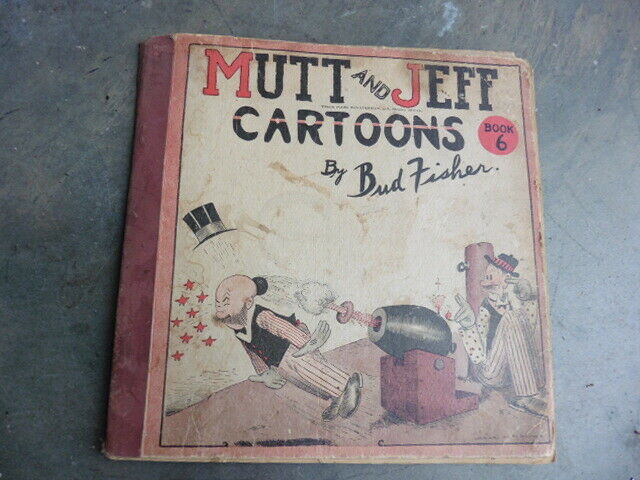 MUTT AND JEFF
CARTOONS
BOOK 6
By Bud Fisher.